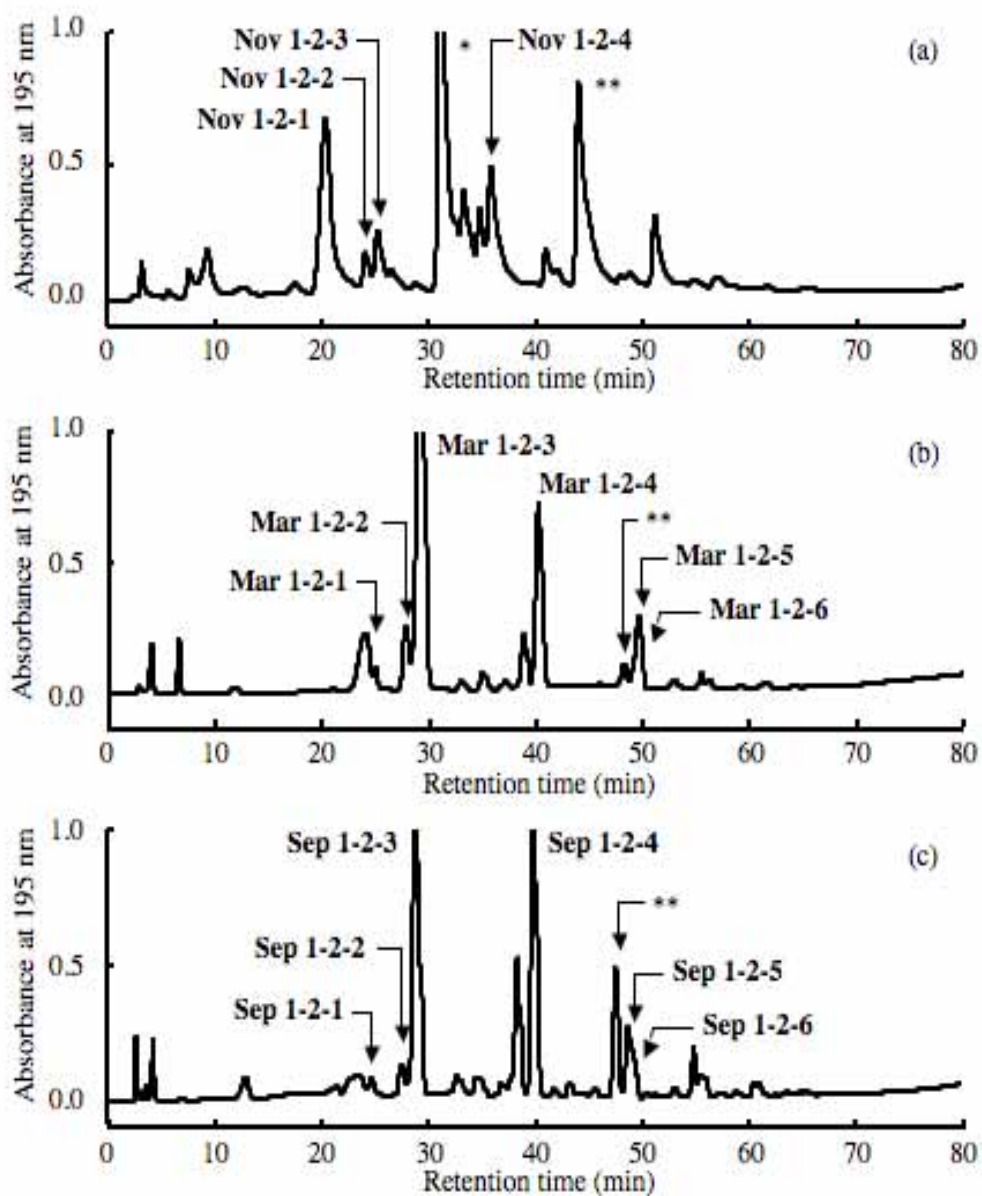 1.0
Nov 1-2-3
*
Nov 1-2-4
(a)
Nov 1-2-2
**
Nov 1-2-1
0.5
0.0
Absorbance at 195 nm
0 10 20 30 40 50 60 70 80
Retention time (min)
1.0
Mar 1-2-3
(b)
Mar 1-2-4
Mar 1-2-2
**
Mar 1-2-5
0.5
Mar 1-2-1
Mar 1-2-6
0.0
Absorbance at 195 nm
0 10 20 30 40 50 60 70 80
Retention time (min)
1.0
Sep 1-2-3
Sep 1-2-4
(c)
**
Sep 1-2-2
0.5
Sep 1-2-5
Sep 1-2-1
Sep 1-2-6
0.0
Absorbance at 195 nm
0 10 20 30 40 50 60 70 80
Retention time (min)